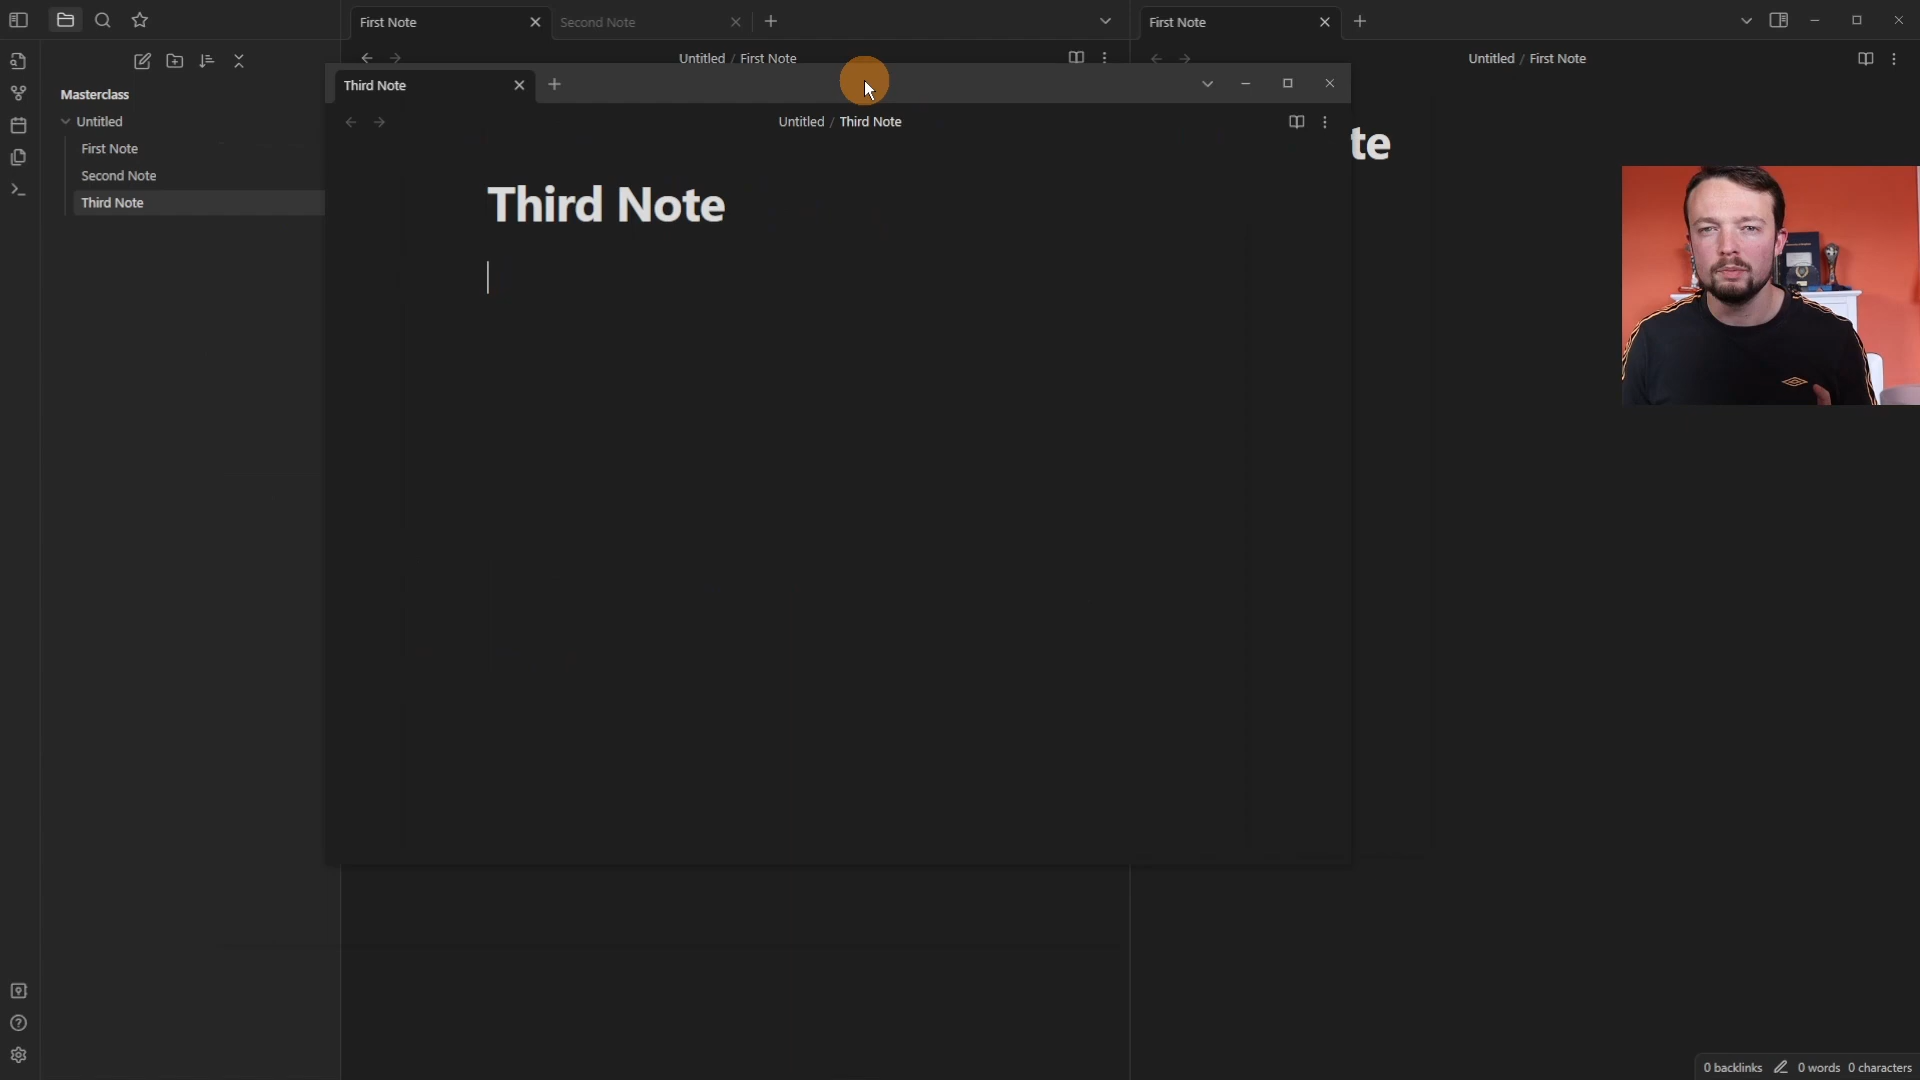 First Note
Second Note
First Note
Untitled / First Note
Untitled / First Note
Masterclass
Untitled
First Note
Second Note
Third Note
Third Note
Untitled / Third Note
Third Note
te
0 backlinks
0 words
0 characters